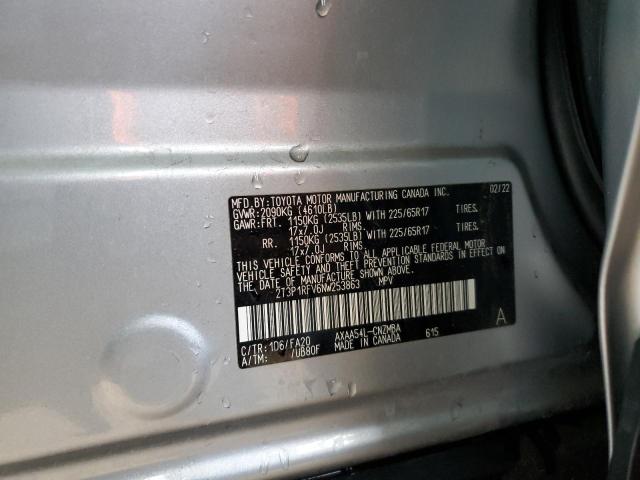 MFD.BY:TOYOTA MOTOR MANUFACTURING CANADA INC. 02/22
GVWR:2090KG (4610LB)
GAWR:FRT. 1150KG (2535LB) WITH 225/65R17 TIRES.
17x7.0J RIMS
RR. 1150KG (2535LB) WITH 225/65R17 TIRES.
17x7.0J RIMS
THIS VEHICLE CONFORMS TO ALL APPLICABLE FEDERAL MOTOR
VEHICLE SAFETY AND THEFT PREVENTION STANDARDS IN EFFECT ON
THE DATE OF MANUFACTURE SHOWN ABOVE.
2T3P1RFV6NW253863 MPV
C/TR:1D6/FA20 AXAA54L-CNZMBA 615 A
A/TM: /UB80F MADE IN CANADA